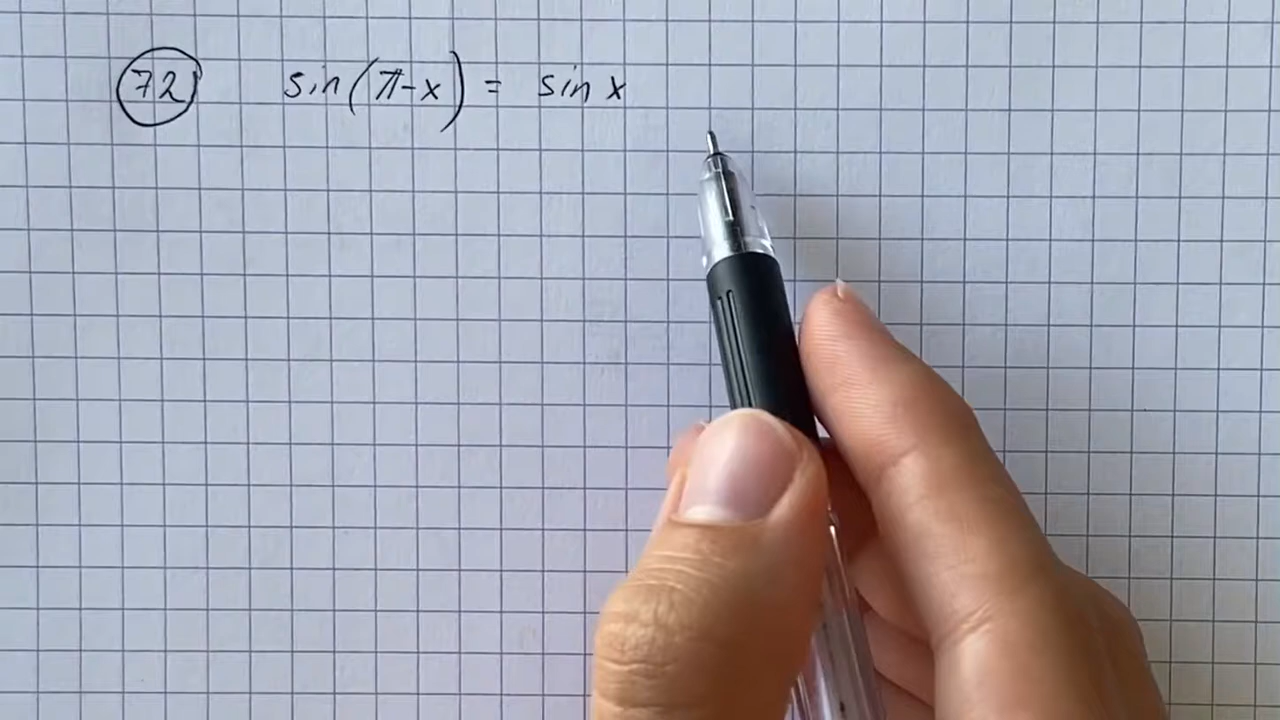 72 sin(π-x) = sin x